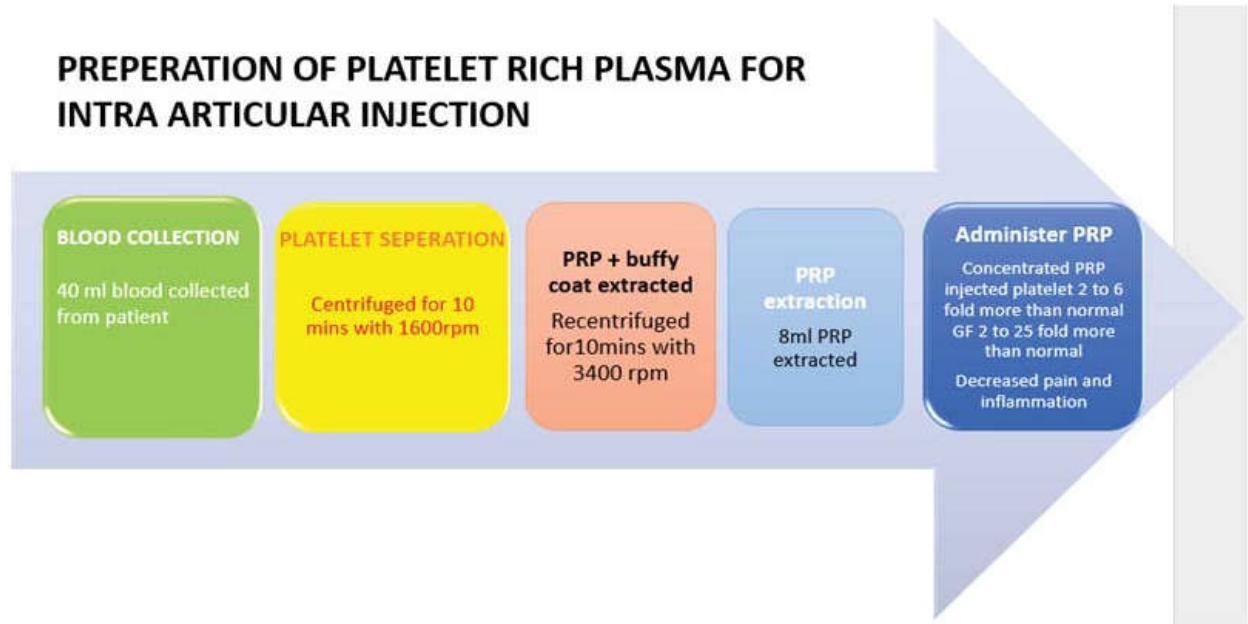 PREPERATION OF PLATELET RICH PLASMA FOR
INTRA ARTICULAR INJECTION
BLOOD COLLECTION
40 ml blood collected
from patient
PLATELET SEPERATION
Centrifuged for 10
mins with 1600rpm
PRP + buffy
coat extracted
Recentrifuged
for10mins with
3400 rpm
PRP
extraction
8ml PRP
extracted
Administer PRP
Concentrated PRP
injected platelet 2 to 6
fold more than normal
GF 2 to 25 fold more
than normal
Decreased pain and
inflammation